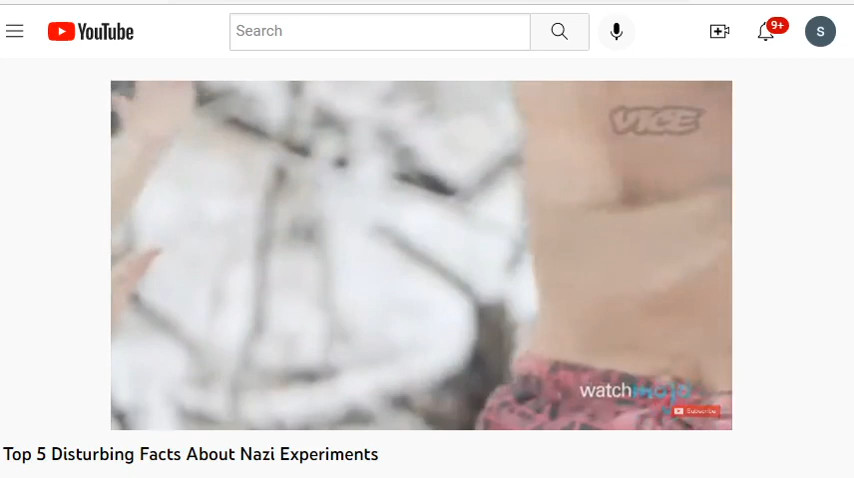 YouTube
Search
9+
S
VICE
watchmojo
Subscribe
Top 5 Disturbing Facts About Nazi Experiments